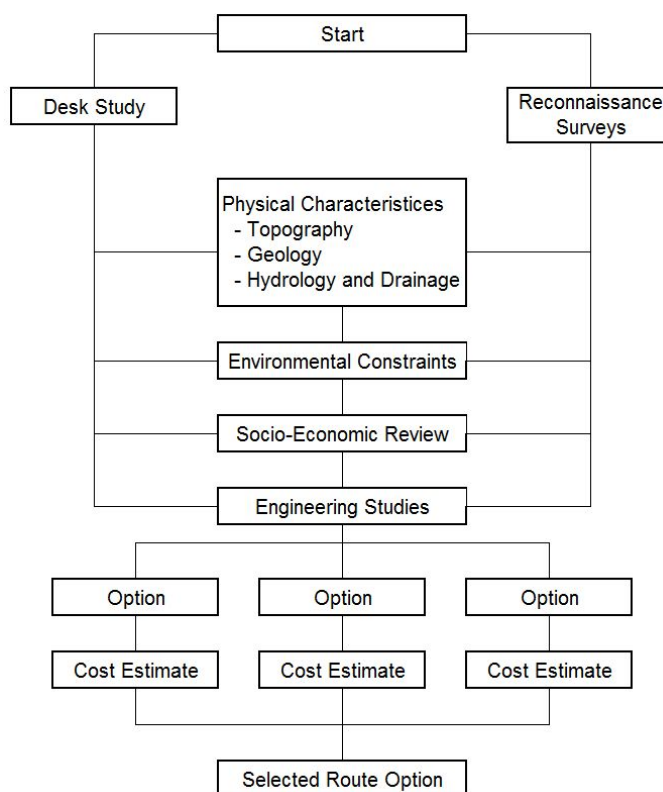 Start
Desk Study
Reconnaissance
Surveys
Physical Characteristices
- Topography
- Geology
- Hydrology and Drainage
Environmental Constraints
Socio-Economic Review
Engineering Studies
Option
Option
Option
Cost Estimate
Cost Estimate
Cost Estimate
Selected Route Option